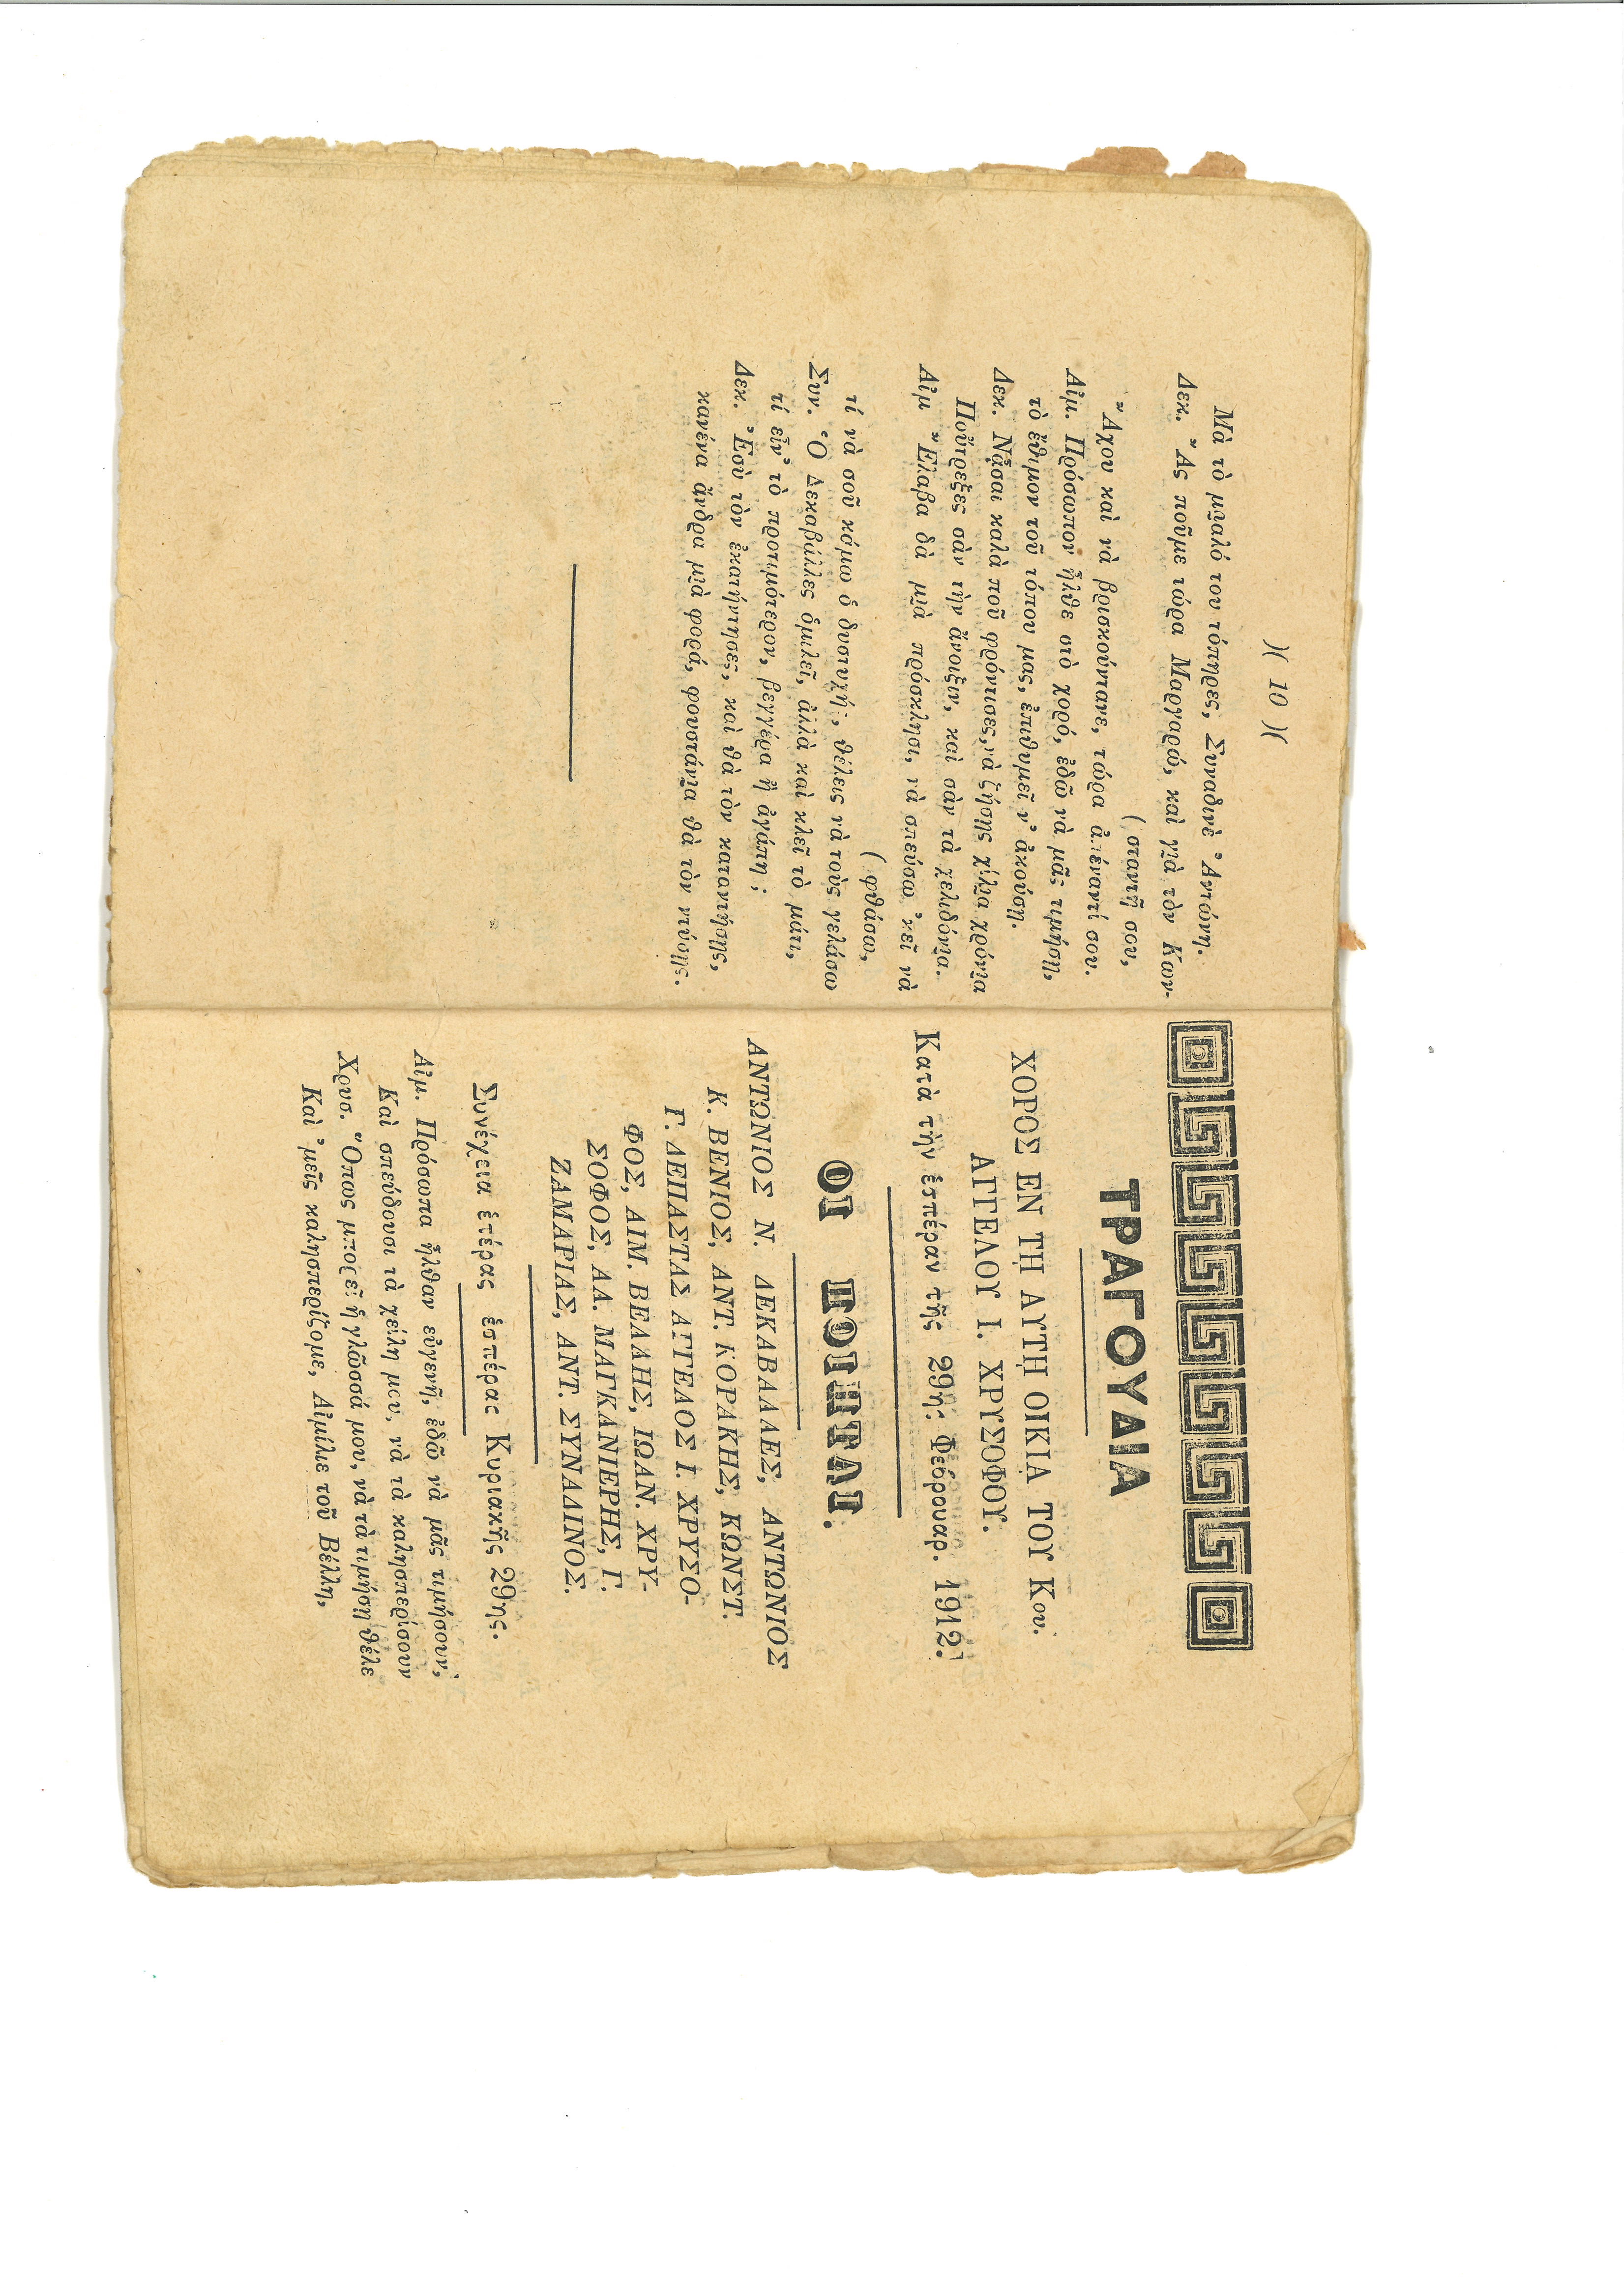 )( 10 )(
Μὰ τὸ μυαλό του τόπηρες, Συναδινὲ Ἀντώνη.
Δεκ. Ἂς ποῦμε τώρα Μαργαρώ, καὶ γιὰ τὸν Κων-
(σταντῆ σου,
Ἄχου καὶ νὰ βρισκούντανε, τώρα ἀπέναντί σου.
Αἰμ. Πρόσωπον ἦλθε στὸ χορό, ἐδῶ νὰ μᾶς τιμήσῃ,
τὸ ἔθιμον τοῦ τόπου μας, ἐπιθυμεῖ ν' ἀκούσῃ.
Δεκ. Νᾆσαι καλὰ ποῦ φρόντισες, νὰ ζήσῃς χίλια χρόνια
Ποὔτρεξες σὰν τὴν ἄνοιξιν, καὶ σὰν τὰ χελιδόνια.
Αἰμ Ἔλαβα δὰ μιὰ πρόσκλησι, νὰ σπεύσω 'κεῖ νὰ
(φθάσω,
τί νὰ σοῦ κάμω ὁ δυστυχής, θέλεις νὰ τοὺς γελάσω
Συν. Ὁ Δεκαβάλλες ὁμιλεῖ, ἀλλὰ καὶ κλεῖ τὸ μάτι,
τί εἶν' τὸ προτιμότερον, βεγγέρα ἢ ἀγάπη;
Δεκ. Ἐσὺ τὸν ἐκατήντησες, καὶ θὰ τὸν καταντήσῃς,
κανένα ἄνδρα μιὰ φορά, φουστάνια θὰ τὸν ντύσῃς.
ΤΡΑΓΟΥΔΙΑ
ΧΟΡΟΣ ΕΝ ΤΗ ΑΥΤΗ ΟΙΚΙΑ ΤΟΥ Κου.
ΑΓΓΕΛΟΥ Ι. ΧΡΥΣΟΦΟΥ.
Κατὰ τὴν ἑσπέραν τῆς 29ης Φεβρουαρ. 1912.
ΟΙ ΠΟΙΗΤΑΙ.
ΑΝΤΩΝΙΟΣ Ν. ΔΕΚΑΒΑΛΛΕΣ, ΑΝΤΩΝΙΟΣ
Κ. ΒΕΝΙΟΣ, ΑΝΤ. ΚΟΡΑΚΗΣ, ΚΩΝΣΤ.
Γ. ΔΕΠΑΣΤΑΣ ΑΓΓΕΛΟΣ Ι. ΧΡΥΣΟ-
ΦΟΣ, ΑΙΜ. ΒΕΛΛΗΣ, ΙΩΑΝ. ΧΡΥ-
ΣΟΦΟΣ, ΑΛ. ΜΑΓΚΑΝΙΕΡΗΣ, Γ.
ΖΑΜΑΡΙΑΣ, ΑΝΤ. ΣΥΝΑΔΙΝΟΣ.
Συνέχεια ἑτέρας ἑσπέρας Κυριακῆς 29ης.
Αἰμ. Πρόσωπα ἦλθαν εὐγενῆ, ἐδῶ νὰ μᾶς τιμήσουν,
Καὶ σπεύδουσι τὰ χείλη μου, νὰ τὰ καλησπερίσουν
Χρυσ. Ὅπως μπορεῖ ἡ γλῶσσά μου, νὰ τὰ τιμήσῃ θέλε
Καὶ 'μεῖς καλησπερίζομε, Αἰμίλιε τοῦ Βέλλη,